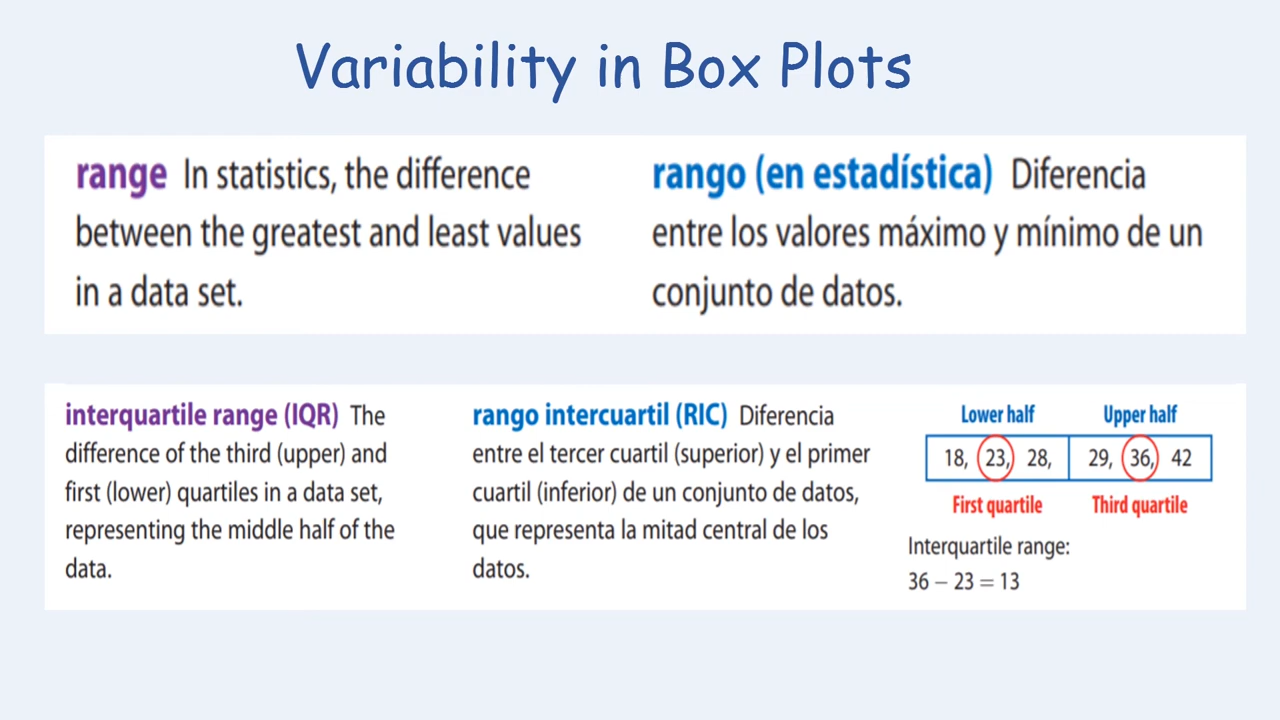 Variability in Box Plots
range In statistics, the difference
between the greatest and least values
in a data set.
rango (en estadística) Diferencia
entre los valores máximo y mínimo de un
conjunto de datos.
interquartile range (IQR) The
difference of the third (upper) and
first (lower) quartiles in a data set,
representing the middle half of the
data.
rango intercuartil (RIC) Diferencia
entre el tercer cuartil (superior) y el primer
cuartil (inferior) de un conjunto de datos,
que representa la mitad central de los
datos.
Lower half Upper half
18, 23, 28, 29, 36, 42
First quartile Third quartile
Interquartile range:
36 − 23 = 13